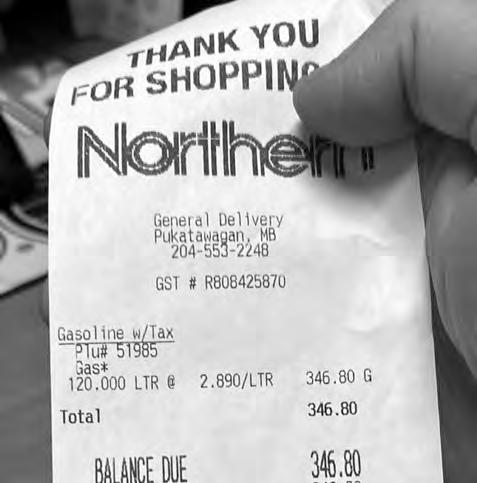 THANK YOU
FOR SHOPPING
Northern
General Delivery
Pukatawagan, MB
204-553-2248
GST # R808425870
Gasoline w/Tax
Plu# 51985
Gas*
120.000 LTR @ 2.890/LTR 346.80 G
Total 346.80
BALANCE DUE 346.80